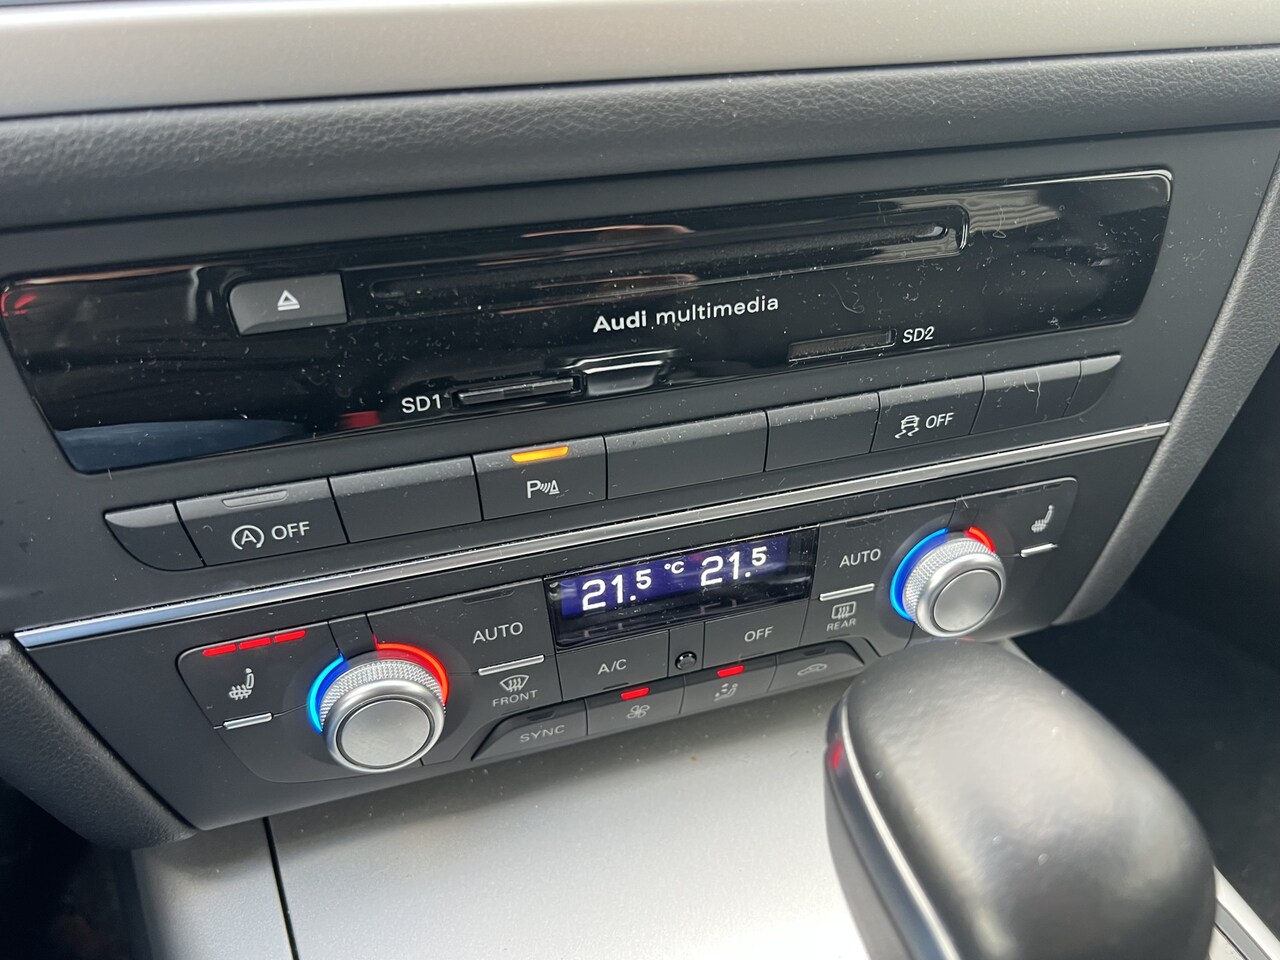 Audi multimedia
SD1
SD2
A OFF
P
OFF
21.5 °C 21.5
AUTO
FRONT
A/C
OFF
AUTO
REAR
SYNC